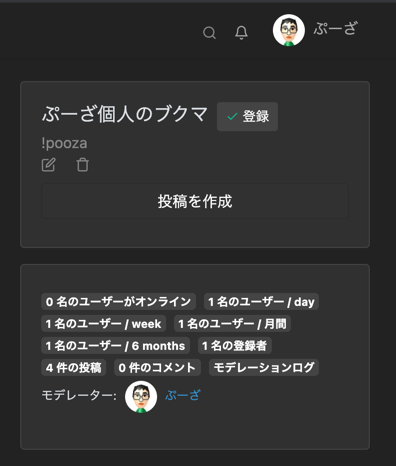 ぷーざ
ぷーざ個人のブクマ 登録
!pooza
投稿を作成
0 名のユーザーがオンライン 1 名のユーザー / day
1 名のユーザー / week 1 名のユーザー / 月間
1 名のユーザー / 6 months 1 名の登録者
4 件の投稿 0 件のコメント モデレーションログ
モデレーター: ぷーざ